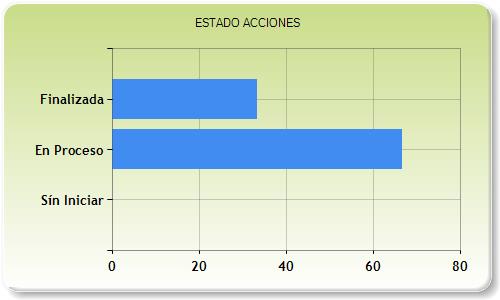 ESTADO ACCIONES
Finalizada
En Proceso
Sín Iniciar
0 20 40 60 80